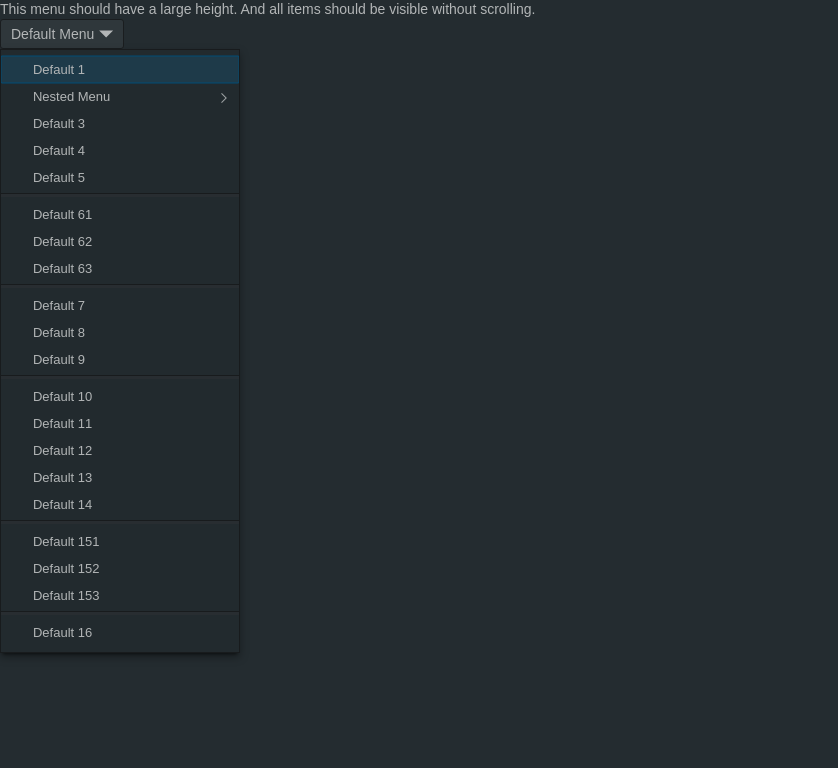 This menu should have a large height. And all items should be visible without scrolling.
Default Menu
Default 1
Nested Menu
Default 3
Default 4
Default 5
Default 61
Default 62
Default 63
Default 7
Default 8
Default 9
Default 10
Default 11
Default 12
Default 13
Default 14
Default 151
Default 152
Default 153
Default 16